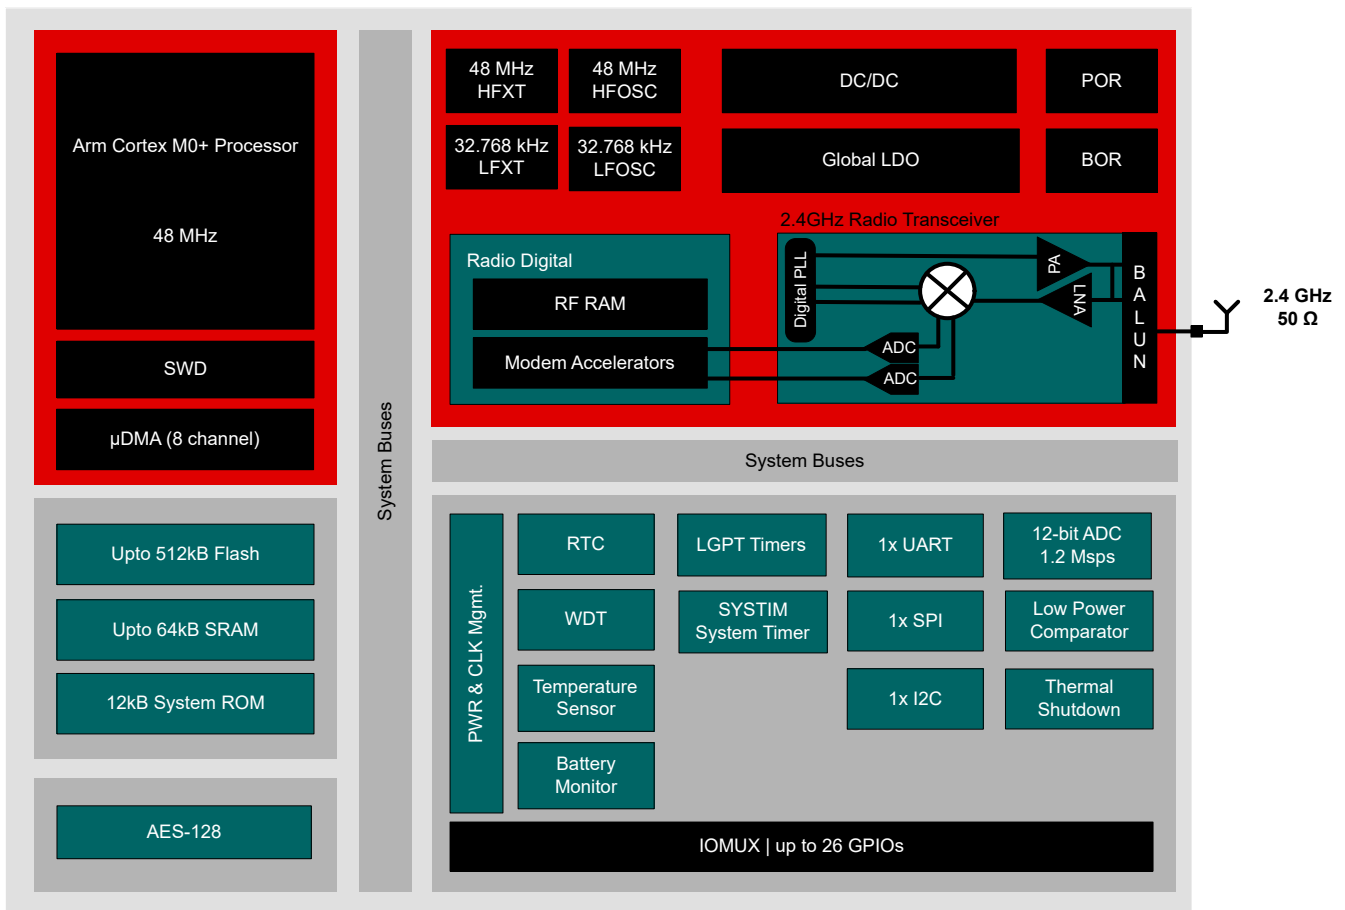 Arm Cortex M0+ Processor
48 MHz
SWD
µDMA (8 channel)
Upto 512kB Flash
Upto 64kB SRAM
12kB System ROM
AES-128
System Buses
48 MHz
HFXT
48 MHz
HFOSC
32.768 kHz
LFXT
32.768 kHz
LFOSC
DC/DC
Global LDO
POR
BOR
Radio Digital
RF RAM
Modem Accelerators
2.4GHz Radio Transceiver
Digital PLL
PA
LNA
ADC
ADC
BALUN
2.4 GHz
50 Ω
System Buses
PWR & CLK Mgmt.
RTC
WDT
Temperature
Sensor
Battery
Monitor
LGPT Timers
SYSTIM
System Timer
1x UART
1x SPI
1x I2C
12-bit ADC
1.2 Msps
Low Power
Comparator
Thermal
Shutdown
IOMUX | up to 26 GPIOs